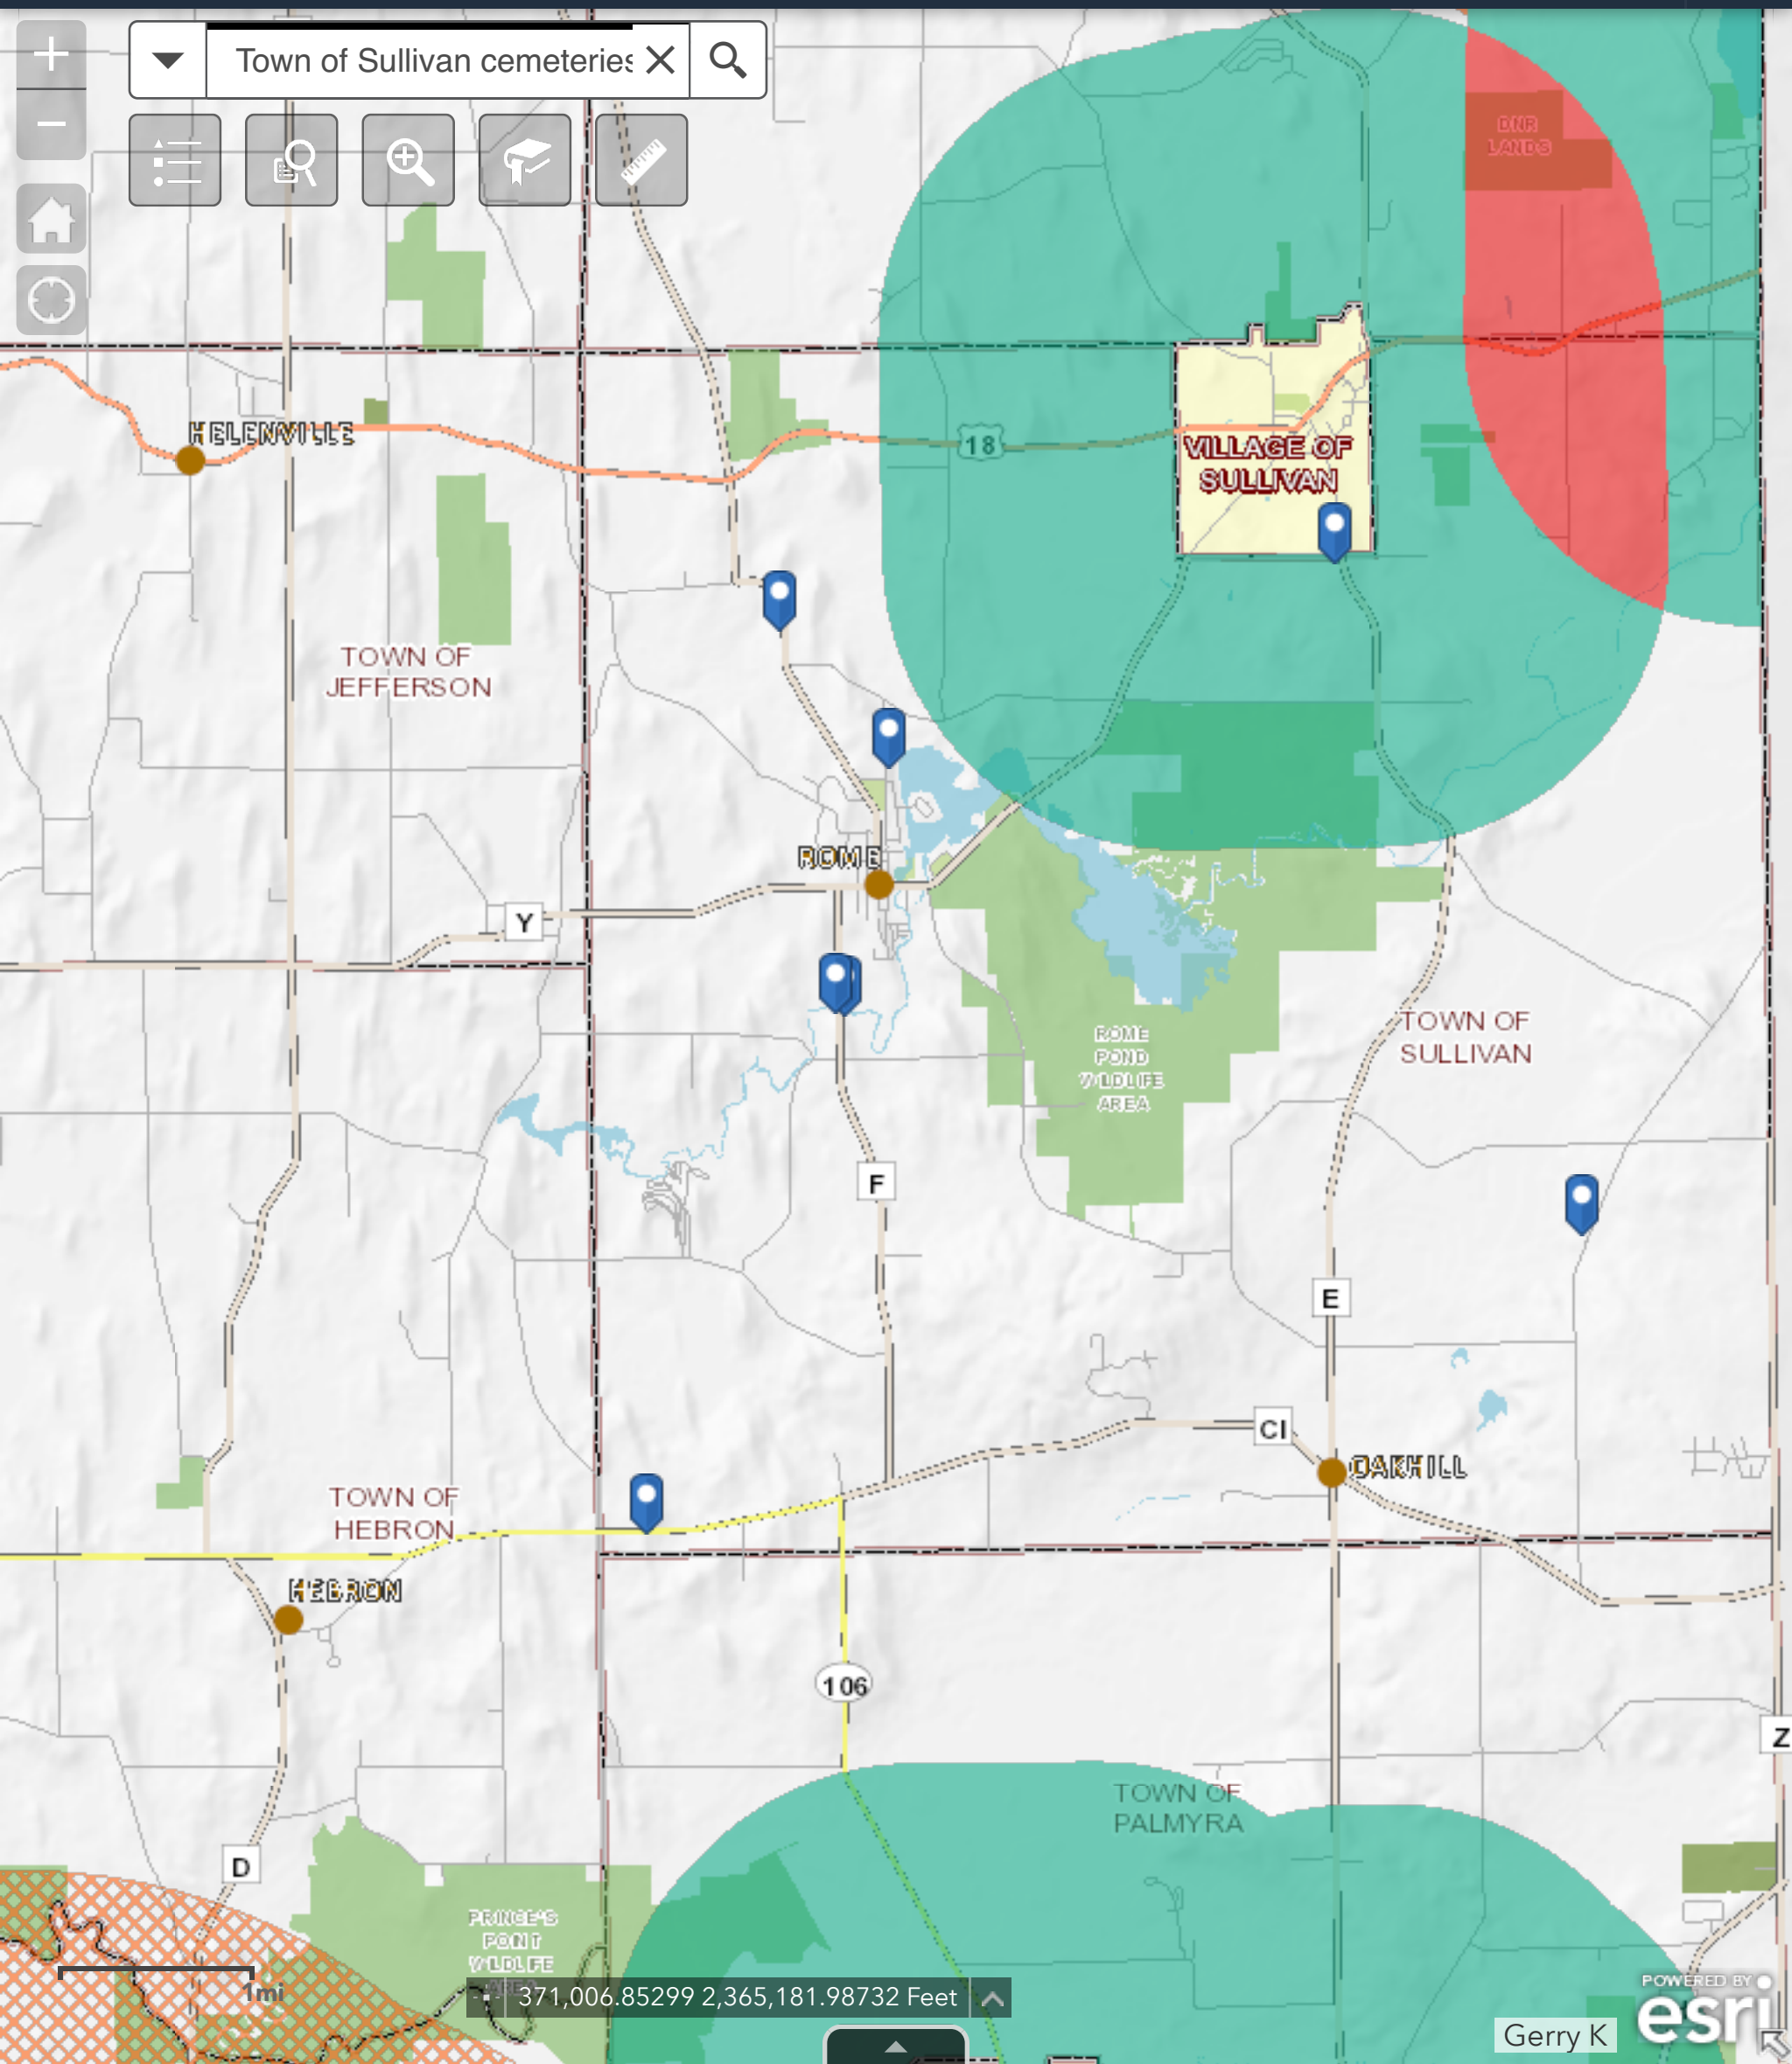 +
Town of Sullivan cemeteries
−
DNR
LANDS
HELENVILLE
18
VILLAGE OF
SULLIVAN
TOWN OF
JEFFERSON
ROME
Y
TOWN OF
SULLIVAN
ROME
POND
WILDLIFE
AREA
F
E
CI
OAKHILL
TOWN OF
HEBRON
HEBRON
106
Z
TOWN OF
PALMYRA
D
PRINCE'S
POINT
WILDLIFE
AREA
1mi
371,006.85299 2,365,181.98732 Feet
POWERED BY
esri
Gerry K